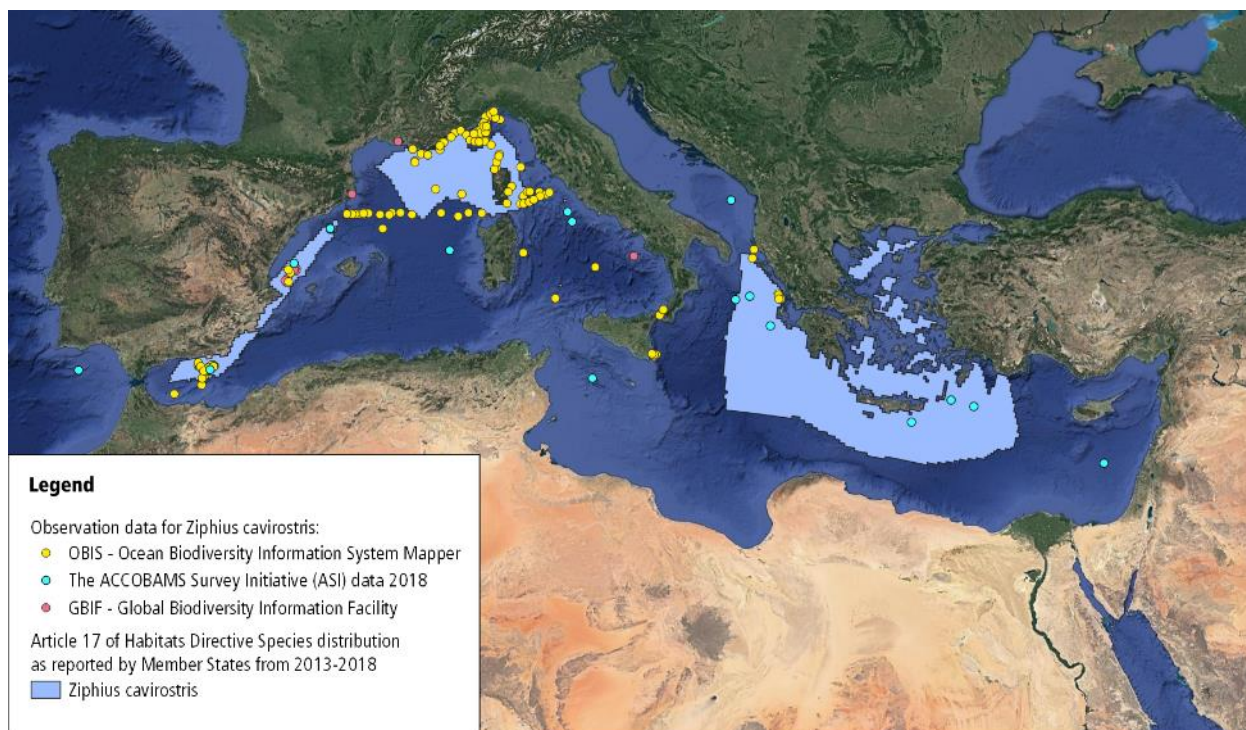 Legend
Observation data for Ziphius cavirostris:
OBIS - Ocean Biodiversity Information System Mapper
The ACCOBAMS Survey Initiative (ASI) data 2018
GBIF - Global Biodiversity Information Facility
Article 17 of Habitats Directive Species distribution
as reported by Member States from 2013-2018
Ziphius cavirostris